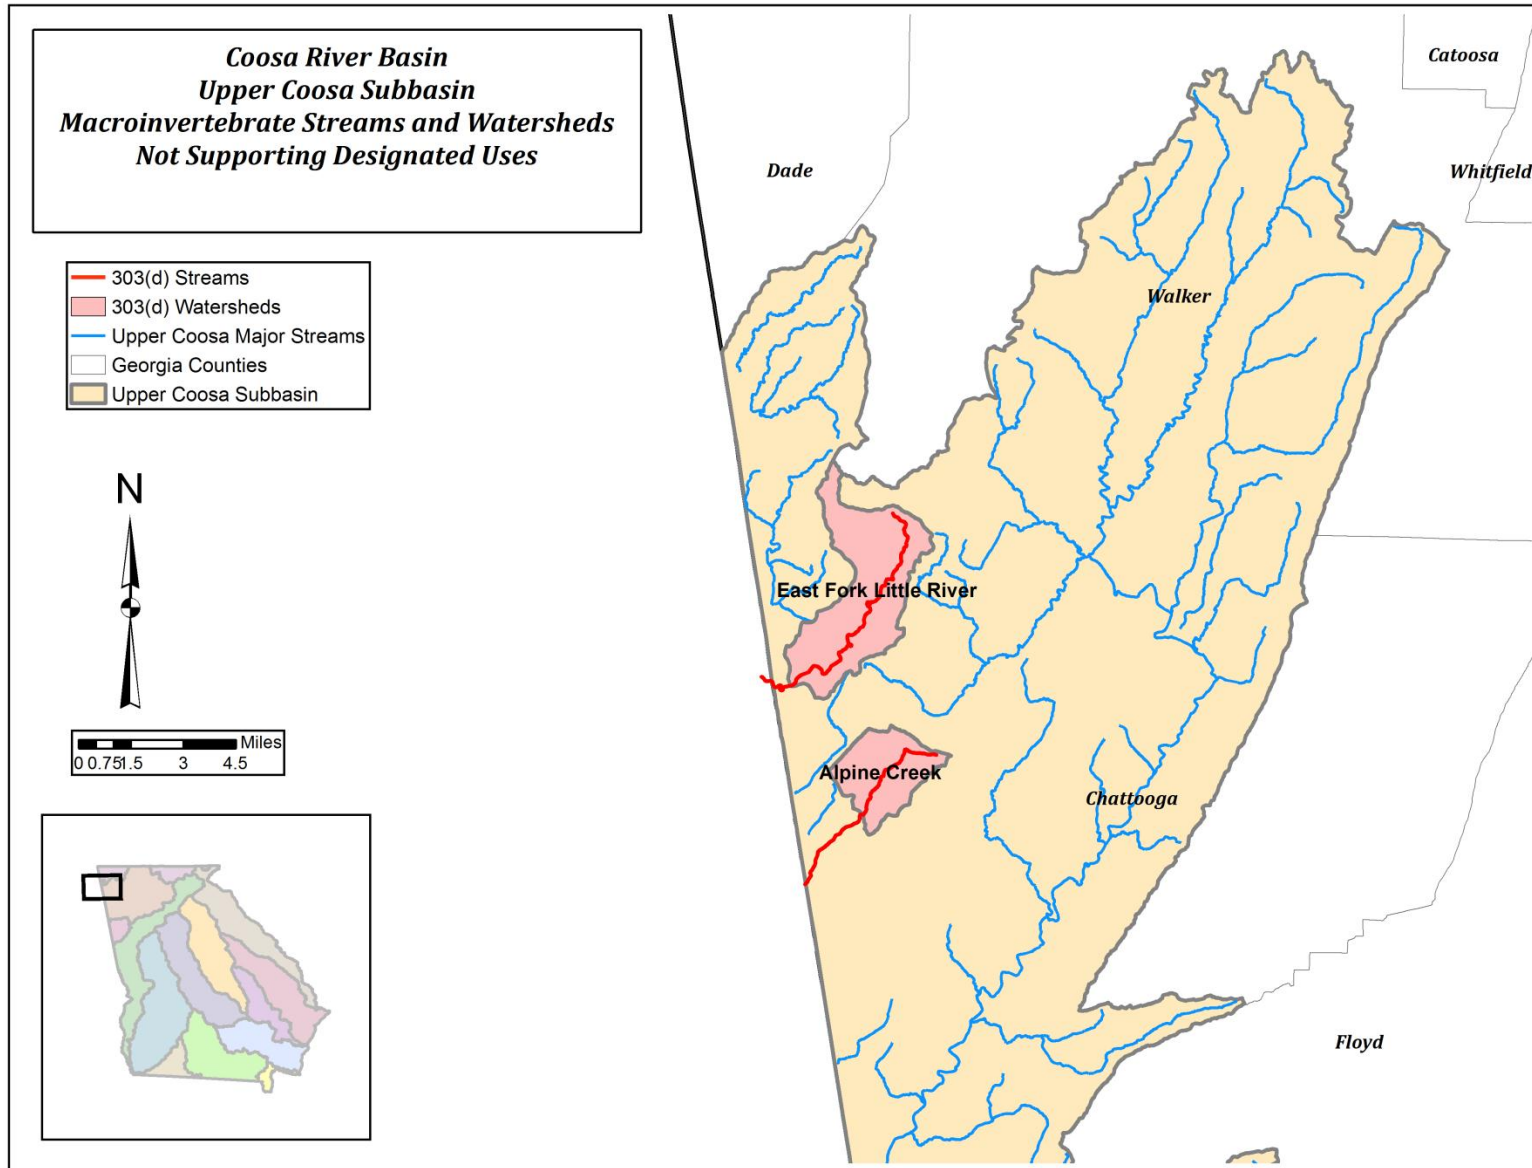 Coosa River Basin
Upper Coosa Subbasin
Macroinvertebrate Streams and Watersheds
Not Supporting Designated Uses
303(d) Streams
303(d) Watersheds
Upper Coosa Major Streams
Georgia Counties
Upper Coosa Subbasin
N
Miles
0 0.75 1.5 3 4.5
Catoosa
Dade
Whitfield
Walker
East Fork Little River
Alpine Creek
Chattooga
Floyd